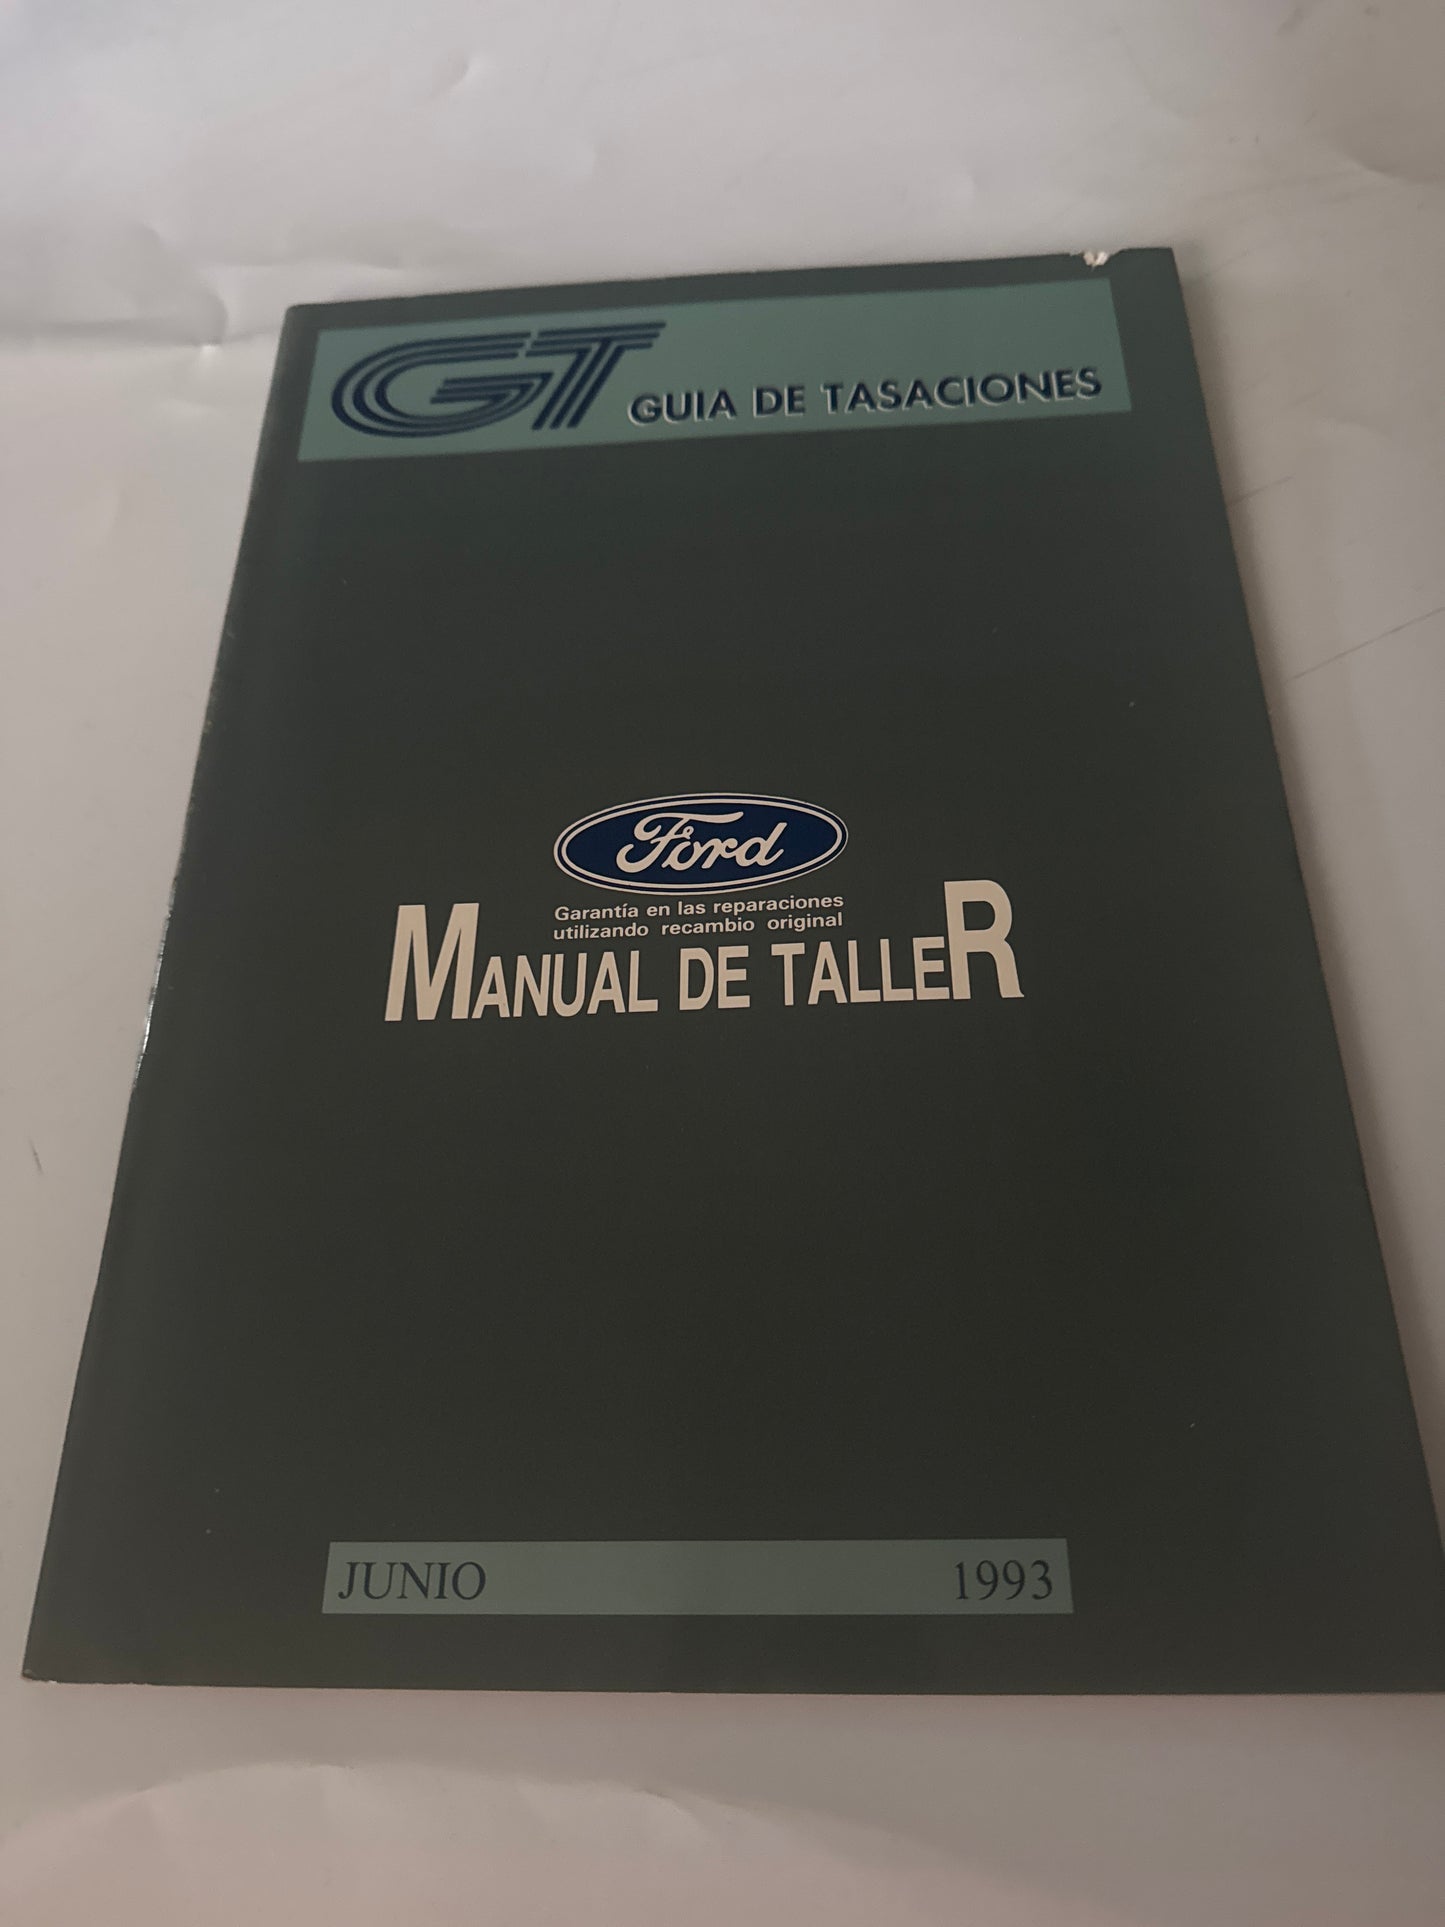 GT GUIA DE TASACIONES
Ford
Garantía en las reparaciones
utilizando recambio original
MANUAL DE TALLER
JUNIO 1993